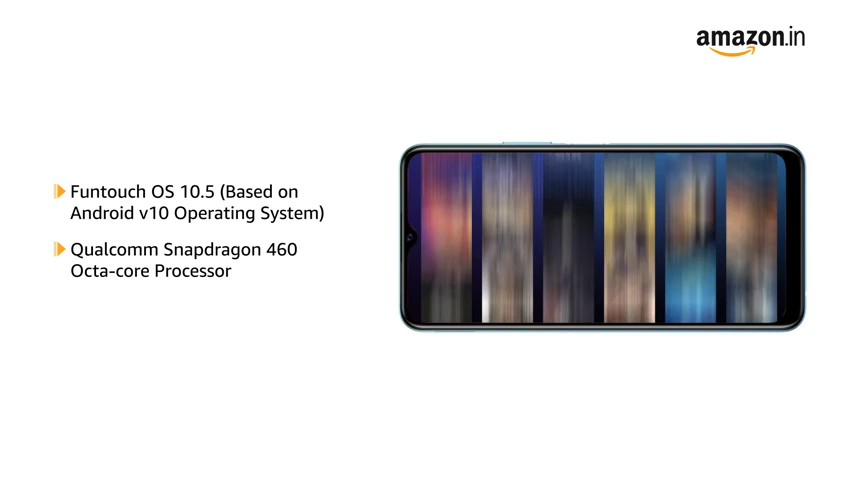 amazon.in
Funtouch OS 10.5 (Based on
Android v10 Operating System)
Qualcomm Snapdragon 460
Octa-core Processor